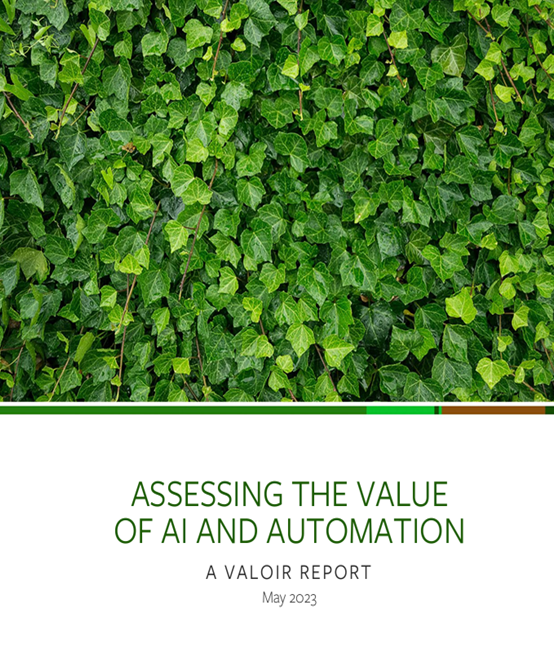 ASSESSING THE VALUE
OF AI AND AUTOMATION
A VALOIR REPORT
May 2023